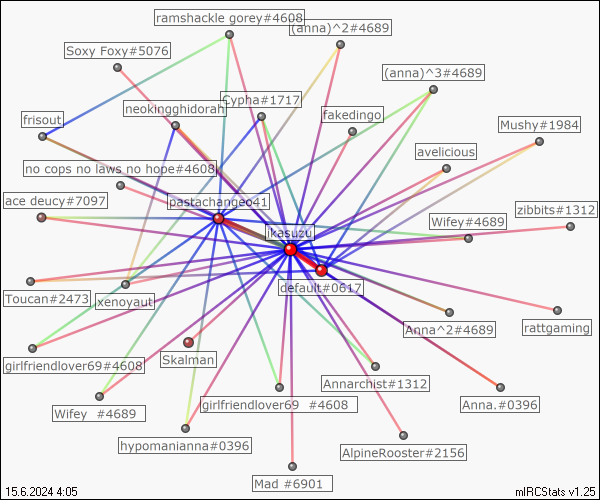 ramshackle gorey#4608
(anna)^2#4689
Soxy Foxy#5076
(anna)^3#4689
Cypha#1717
neokingghidorah
fakedingo
frisout
Mushy#1984
avelicious
no cops no laws no hope#4608
ace deucy#7097
pastachangeo41
zibbits#1312
Wifey#4689
ikasuzu
default#0617
Toucan#2473
xenoyaut
Anna^2#4689
rattgaming
Skalman
girlfriendlover69#4608
Annarchist#1312
girlfriendlover69  #4608
Anna.#0396
Wifey  #4689
hypomanianna#0396
AlpineRooster#2156
Mad #6901
15.6.2024 4:05
mIRCStats v1.25